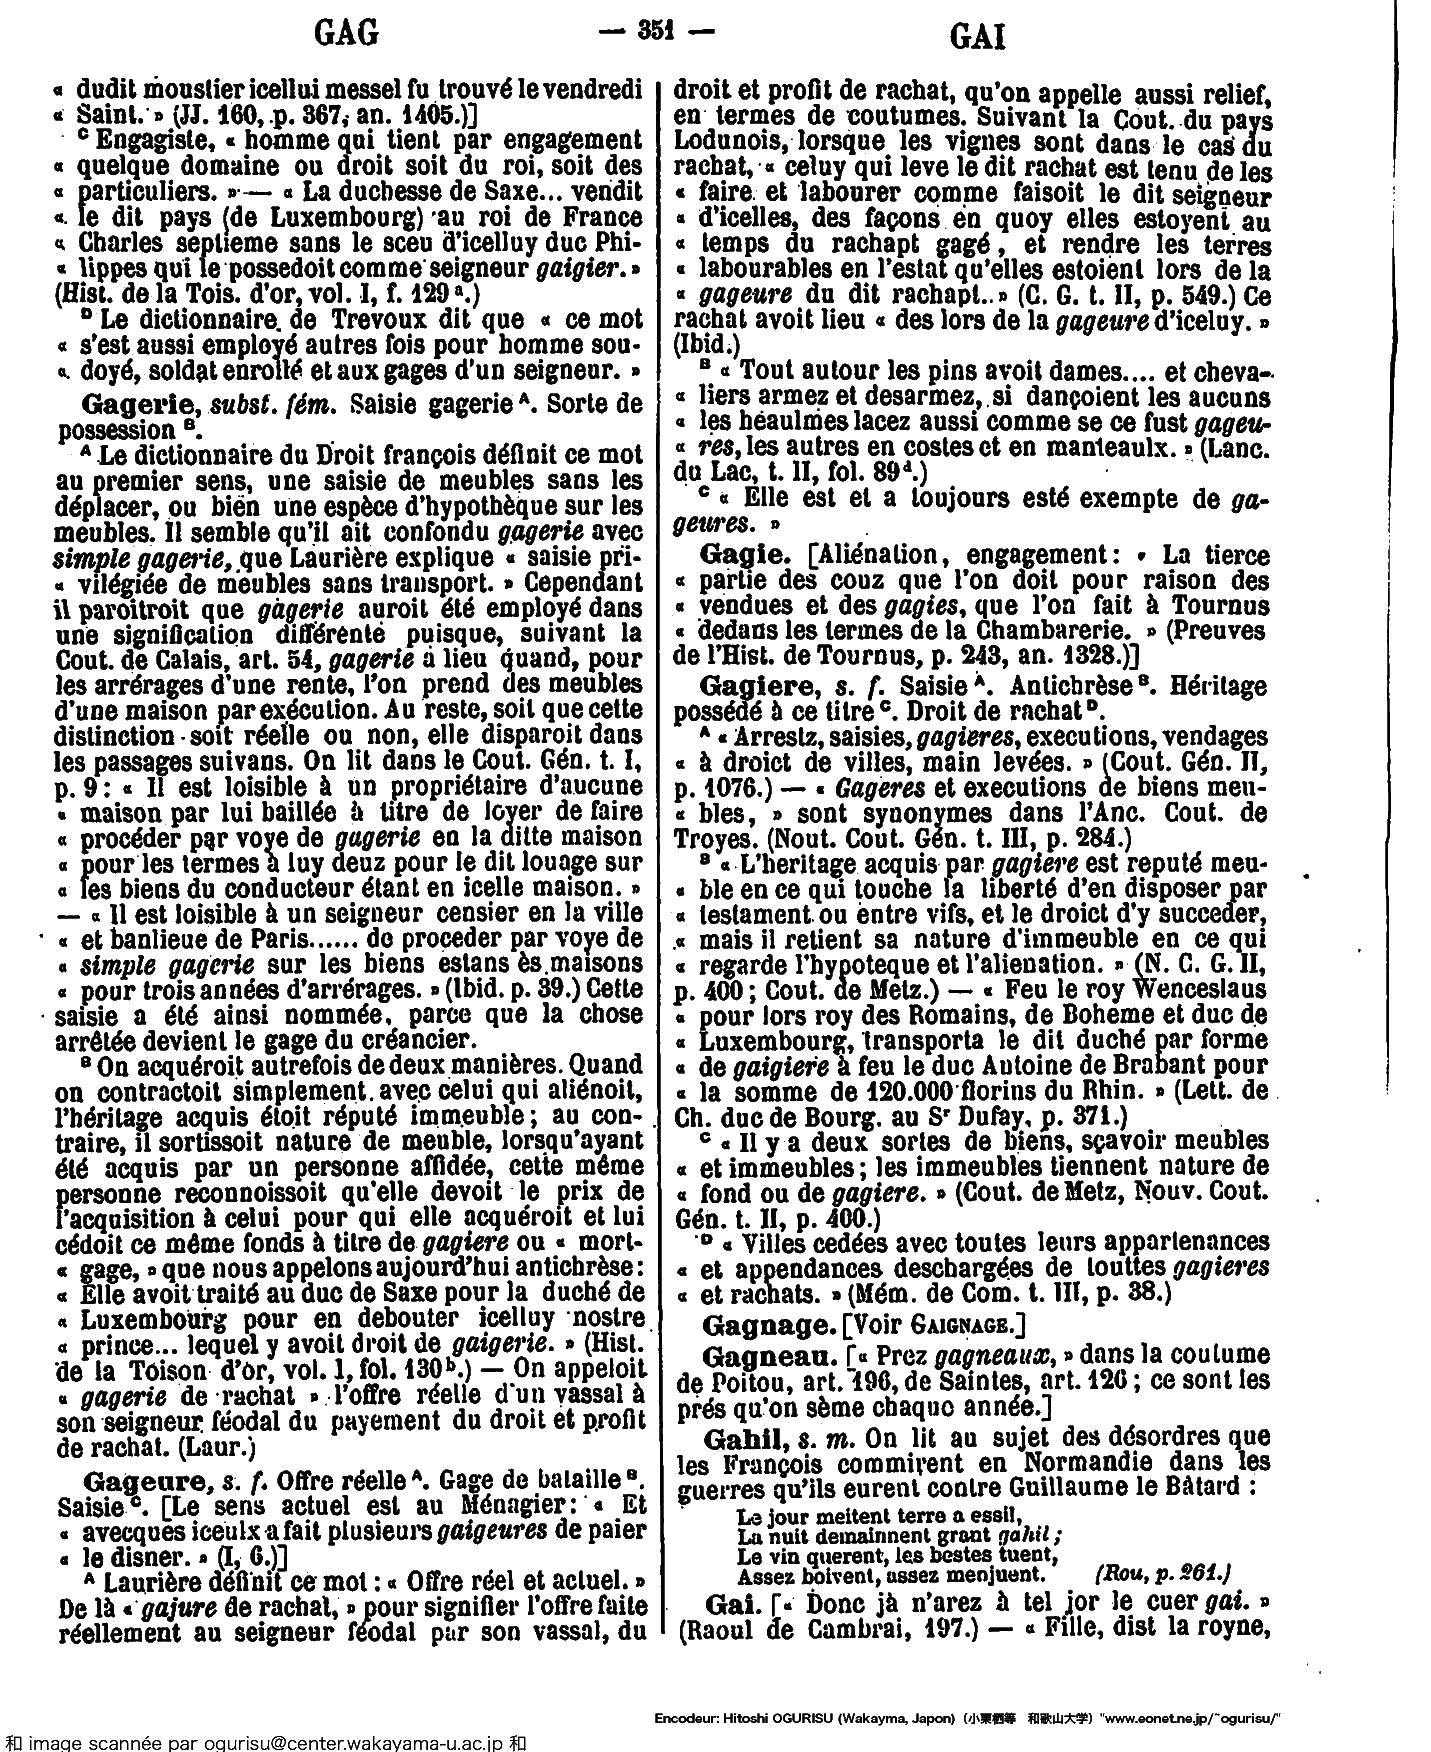 GAG
— 351 —
GAI
« dudit moustier icellui messel fu trouvé le vendredi
« Saint. » (JJ. 160, p. 367, an. 1405.)]
C Engagiste, « homme qui tient par engagement
« quelque domaine ou droit soit du roi, soit des
« particuliers. » — « La duchesse de Saxe... vendit
« le dit pays (de Luxembourg) au roi de France
« Charles septieme sans le sceu d'icelluy duc Phi-
« lippes qui le possedoit comme seigneur gaigier. »
(Hist. de la Tois. d'or, vol. I, f. 129 a.)
D Le dictionnaire de Trevoux dit que « ce mot
« s'est aussi employé autres fois pour homme sou-
« doyé, soldat enrollé et aux gages d'un seigneur. »
Gagerie, subst. fém. Saisie gagerie A. Sorte de
possession B.
A Le dictionnaire du Droit françois définit ce mot
au premier sens, une saisie de meubles sans les
déplacer, ou bien une espèce d'hypothèque sur les
meubles. Il semble qu'il ait confondu gagerie avec
simple gagerie, que Laurière explique « saisie pri-
« vilégiée de meubles sans transport. » Cependant
il paroitroit que gagerie auroit été employé dans
une signification différente puisque, suivant la
Cout. de Calais, art. 54, gagerie a lieu quand, pour
les arrérages d'une rente, l'on prend des meubles
d'une maison par exécution. Au reste, soit que cette
distinction soit réelle ou non, elle disparoit dans
les passages suivans. On lit dans le Cout. Gén. t. I,
p. 9 : « Il est loisible à un propriétaire d'aucune
« maison par lui baillée à titre de loyer de faire
« procéder par voye de gagerie en la ditte maison
« pour les termes à luy deuz pour le dit louage sur
« les biens du conducteur étant en icelle maison. »
— « Il est loisible à un seigneur censier en la ville
« et banlieue de Paris...... de proceder par voye de
« simple gagerie sur les biens estans ès maisons
« pour trois années d'arrérages. » (Ibid. p. 39.) Cette
saisie a été ainsi nommée, parce que la chose
arrêtée devient le gage du créancier.
B On acquéroit autrefois de deux manières. Quand
on contractoit simplement avec celui qui aliénoit,
l'héritage acquis étoit réputé immeuble ; au con-
traire, il sortissoit nature de meuble, lorsqu'ayant
été acquis par un personne affidée, cette même
personne reconnoissoit qu'elle devoit le prix de
l'acquisition à celui pour qui elle acquéroit et lui
cédoit ce même fonds à titre de gagiere ou « mort-
« gage, » que nous appelons aujourd'hui antichrèse :
« Elle avoit traité au duc de Saxe pour la duché de
« Luxembourg pour en debouter icelluy nostre
« prince... lequel y avoit droit de gaigerie. » (Hist.
de la Toison d'or, vol. I, fol. 130 b.) — On appeloit
« gagerie de rachat » l'offre réelle d'un vassal à
son seigneur féodal du payement du droit et profit
de rachat. (Laur.)
Gageure, s. f. Offre réelle A. Gage de bataille B.
Saisie C. [Le sens actuel est au Ménagier : « Et
« avecques iceulx a fait plusieurs gaigeures de paier
« le disner. » (I, 6.)]
A Laurière définit ce mot : « Offre réel et actuel. »
De là « gajure de rachat, » pour signifier l'offre faite
réellement au seigneur féodal par son vassal, du
droit et profit de rachat, qu'on appelle aussi relief,
en termes de coutumes. Suivant la Cout. du pays
Lodunois, lorsque les vignes sont dans le cas du
rachat, « celuy qui leve le dit rachat est tenu de les
« faire et labourer comme faisoit le dit seigneur
« d'icelles, des façons en quoy elles estoyent au
« temps du rachapt gagé, et rendre les terres
« labourables en l'estat qu'elles estoient lors de la
« gageure du dit rachapt.. » (C. G. t. II, p. 549.) Ce
rachat avoit lieu « des lors de la gageure d'iceluy. »
(Ibid.)
B « Tout autour les pins avoit dames.... et cheva-
« liers armez et desarmez, si dançoient les aucuns
« les heaulmes lacez aussi comme se ce fust gageu-
« res, les autres en costes et en manteaulx. » (Lanc.
du Lac, t. II, fol. 89 d.)
C « Elle est et a toujours esté exempte de ga-
geures. »
Gagie. [Aliénation, engagement : « La tierce
« partie des couz que l'on doit pour raison des
« vendues et des gagies, que l'on fait à Tournus
« dedans les termes de la Chambarerie. » (Preuves
de l'Hist. de Tournus, p. 243, an. 1328.)]
Gagiere, s. f. Saisie A. Antichrèse B. Héritage
possédé à ce titre C. Droit de rachat D.
A « Arrestz, saisies, gagieres, executions, vendages
« à droict de villes, main levées. » (Cout. Gén. II,
p. 1076.) — « Gageres et executions de biens meu-
« bles, » sont synonymes dans l'Anc. Cout. de
Troyes. (Nout. Cout. Gén. t. III, p. 284.)
B « L'heritage acquis par gagiere est reputé meu-
« ble en ce qui touche la liberté d'en disposer par
« testament ou entre vifs, et le droict d'y succeder,
« mais il retient sa nature d'immeuble en ce qui
« regarde l'hypoteque et l'alienation. » (N. C. G. II,
p. 400 ; Cout. de Metz.) — « Feu le roy Wenceslaus
« pour lors roy des Romains, de Boheme et duc de
« Luxembourg, transporta le dit duché par forme
« de gaigiere à feu le duc Antoine de Brabant pour
« la somme de 120.000 florins du Rhin. » (Lett. de
Ch. duc de Bourg. au Sr Dufay, p. 371.)
C « Il y a deux sortes de biens, sçavoir meubles
« et immeubles ; les immeubles tiennent nature de
« fond ou de gagiere. » (Cout. de Metz, Nouv. Cout.
Gén. t. II, p. 400.)
D « Villes cedées avec toutes leurs appartenances
« et appendances deschargées de touttes gagieres
« et rachats. » (Mém. de Com. t. III, p. 38.)
Gagnage. [Voir GAIGNAGE.]
Gagneau. [« Prez gagneaux, » dans la coutume
de Poitou, art. 196, de Saintes, art. 126 ; ce sont les
prés qu'on sème chaque année.]
Gahil, s. m. On lit au sujet des désordres que
les François commirent en Normandie dans les
guerres qu'ils eurent contre Guillaume le Bâtard :
Le jour meitent terre a essil,
La nuit demainnent grant gahil ;
Le vin querent, les bestes tuent,
Assez boivent, assez menjuent. (Rou, p. 261.)
Gai. [« Donc jà n'arez à tel jor le cuer gai. »
(Raoul de Cambrai, 197.) — « Fille, dist la royne,
Encodeur: Hitoshi OGURISU (Wakayma, Japon) (小栗栖等 和歌山大学) "www.eonet.ne.jp/~ogurisu/"
和 image scannée par ogurisu@center.wakayama-u.ac.jp 和